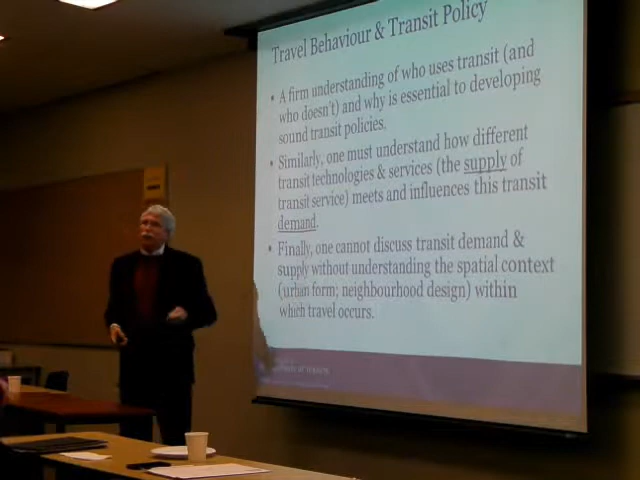 Travel Behaviour & Transit Policy
• A firm understanding of who uses transit (and
who doesn't) and why is essential to developing
sound transit policies.
• Similarly, one must understand how different
transit technologies & services (the supply of
transit service) meets and influences this transit
demand.
• Finally, one cannot discuss transit demand &
supply without understanding the spatial context
(urban form; neighbourhood design) within
which travel occurs.